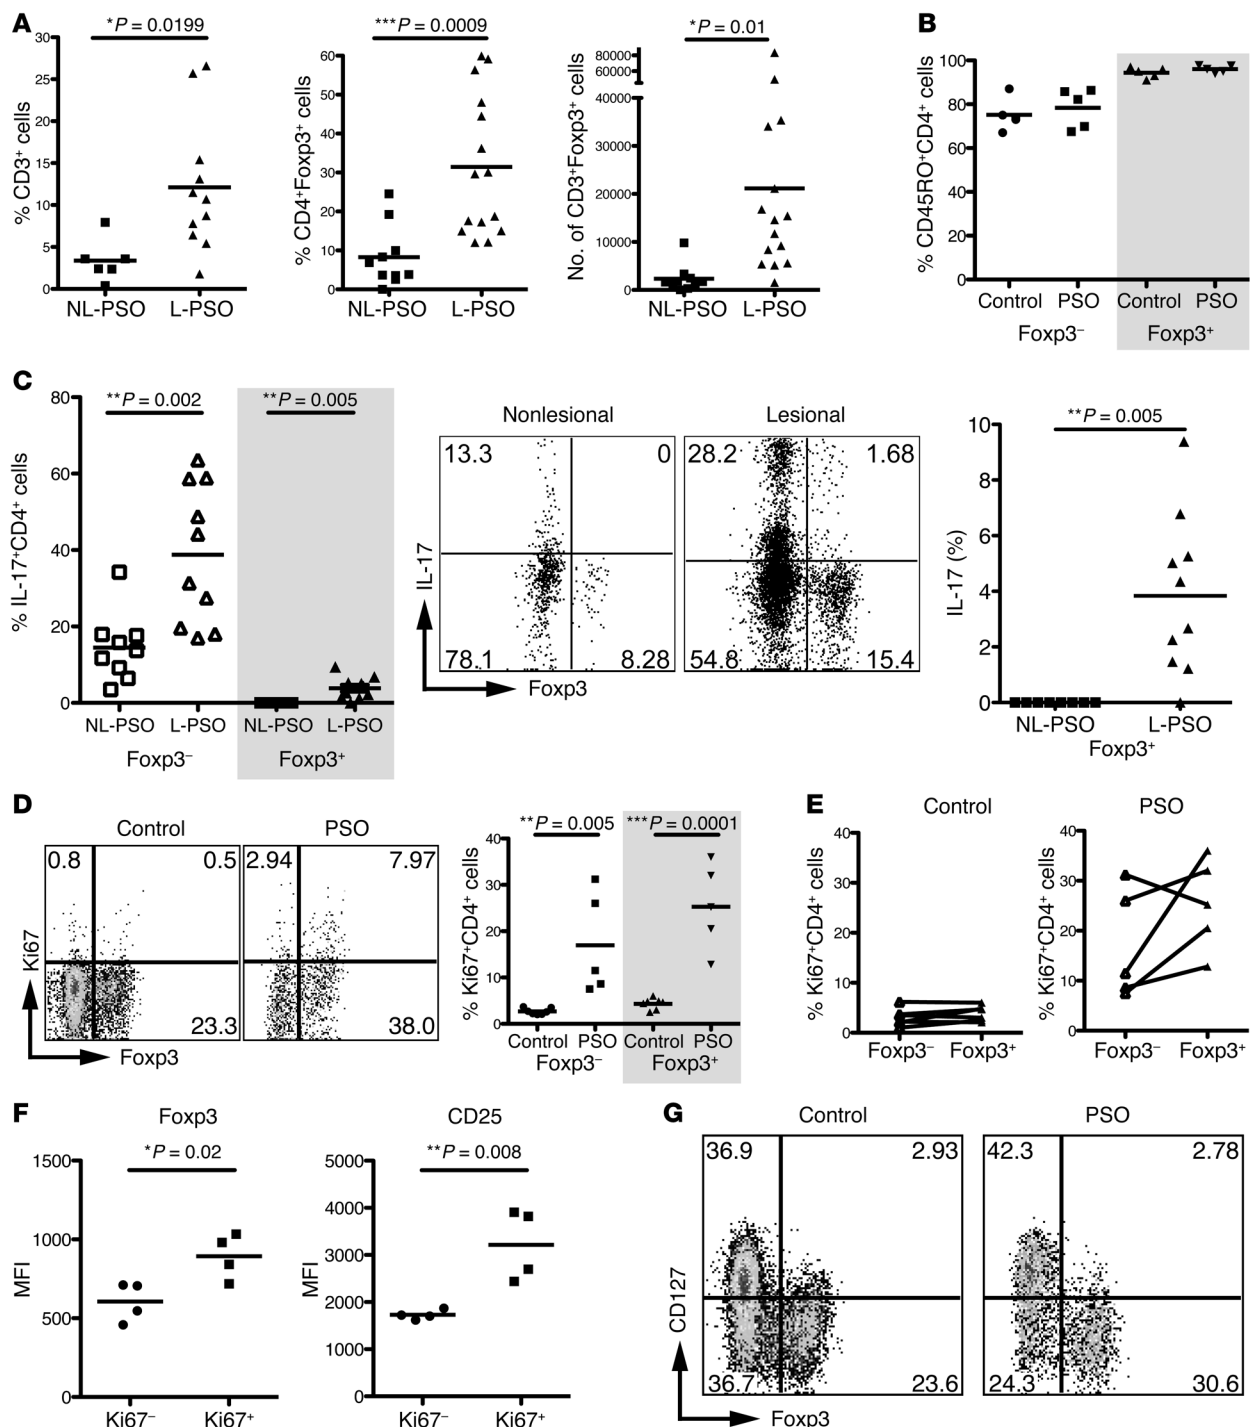 A
*P = 0.0199
% CD3⁺ cells
30
25
20
15
10
5
0
NL-PSO L-PSO
***P = 0.0009
% CD4⁺Foxp3⁺ cells
60
50
40
30
20
10
0
NL-PSO L-PSO
*P = 0.01
No. of CD3⁺Foxp3⁺ cells
80000
60000
40000
30000
20000
10000
0
NL-PSO L-PSO
B
% CD45RO⁺CD4⁺ cells
100
80
60
40
20
0
Control PSO Control PSO
Foxp3⁻ Foxp3⁺
C
**P = 0.002 **P = 0.005
% IL-17⁺CD4⁺ cells
80
60
40
20
0
NL-PSO L-PSO NL-PSO L-PSO
Foxp3⁻ Foxp3⁺
Nonlesional Lesional
13.3 0 28.2 1.68
78.1 8.28 54.8 15.4
IL-17
Foxp3
**P = 0.005
IL-17 (%)
10
8
6
4
2
0
NL-PSO L-PSO
Foxp3⁺
D
Control PSO
0.8 0.5 2.94 7.97
23.3 38.0
Ki67
Foxp3
**P = 0.005 ***P = 0.0001
% Ki67⁺CD4⁺ cells
40
30
20
10
0
Control PSO Control PSO
Foxp3⁻ Foxp3⁺
E
Control
% Ki67⁺CD4⁺ cells
40
30
20
10
0
Foxp3⁻ Foxp3⁺
PSO
% Ki67⁺CD4⁺ cells
40
30
20
10
0
Foxp3⁻ Foxp3⁺
F
Foxp3
*P = 0.02
MFI
1500
1000
500
0
Ki67⁻ Ki67⁺
CD25
**P = 0.008
MFI
5000
4000
3000
2000
1000
0
Ki67⁻ Ki67⁺
G
Control PSO
36.9 2.93 42.3 2.78
36.7 23.6 24.3 30.6
CD127
Foxp3